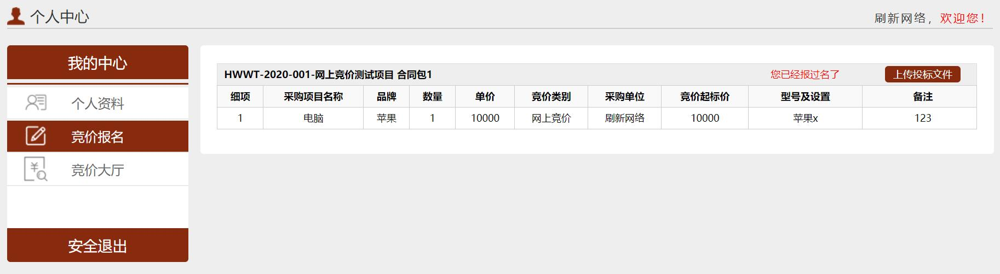 个人中心
刷新网络，欢迎您！
我的中心
个人资料
竞价报名
竞价大厅
安全退出
HWWT-2020-001-网上竞价测试项目 合同包1 您已经报过名了 上传投标文件
细项 采购项目名称 品牌 数量 单价 竞价类别 采购单位 竞价起标价 型号及设置 备注
1 电脑 苹果 1 10000 网上竞价 刷新网络 10000 苹果x 123